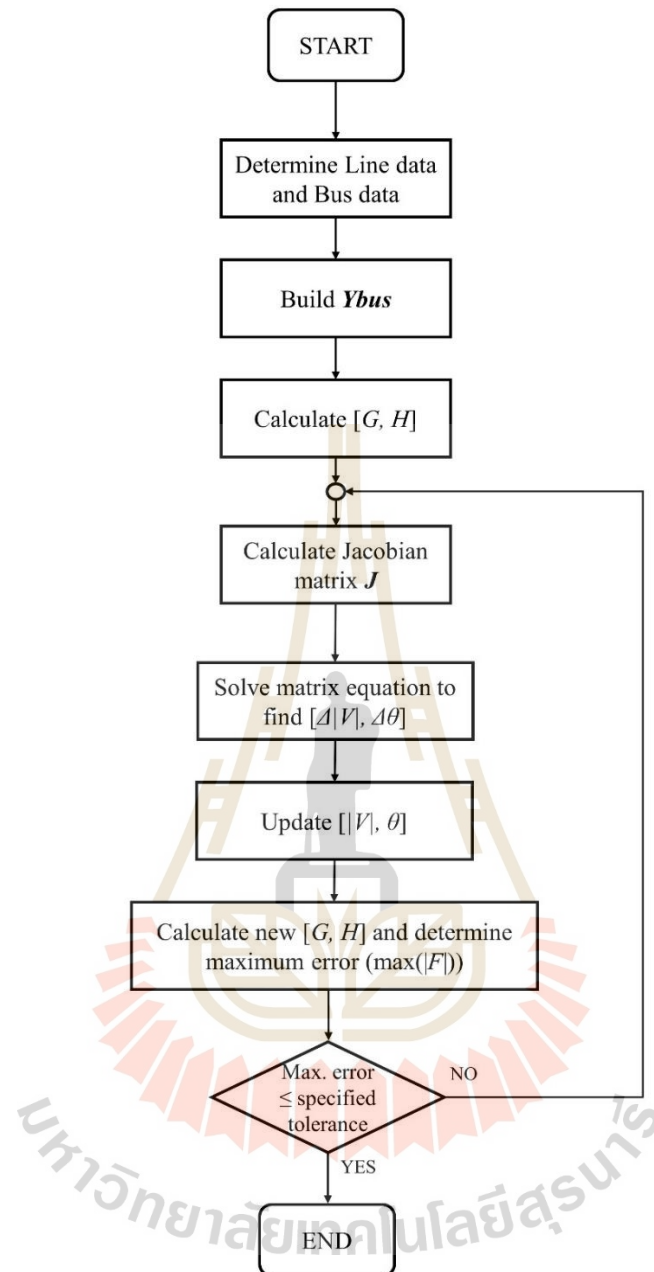 START
Determine Line data
and Bus data
Build Ybus
Calculate [G, H]
Calculate Jacobian
matrix J
Solve matrix equation to
find [Δ|V|, Δθ]
Update [|V|, θ]
Calculate new [G, H] and determine
maximum error (max(|F|))
Max. error
≤ specified
tolerance
NO
YES
END
มหาวิทยาลัยเทคโนโลยีสุรนารี